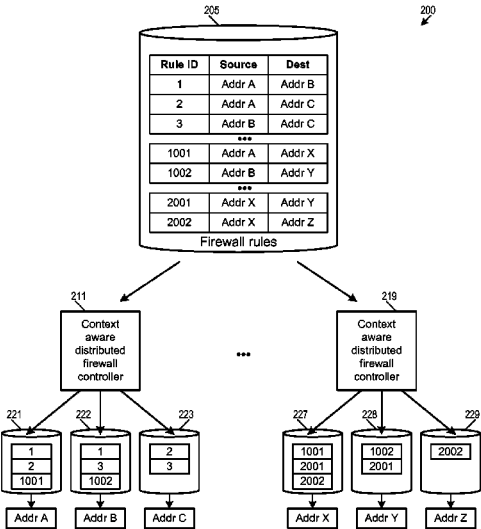 205
200
Rule ID Source Dest
1 Addr A Addr B
2 Addr A Addr C
3 Addr B Addr C
•••
1001 Addr A Addr X
1002 Addr B Addr Y
•••
2001 Addr X Addr Y
2002 Addr X Addr Z
Firewall rules
211
Context
aware
distributed
firewall
controller
•••
219
Context
aware
distributed
firewall
controller
221
1
2
1001
Addr A
222
1
3
1002
Addr B
223
2
3
Addr C
227
1001
2001
2002
Addr X
228
1002
2001
Addr Y
229
2002
Addr Z